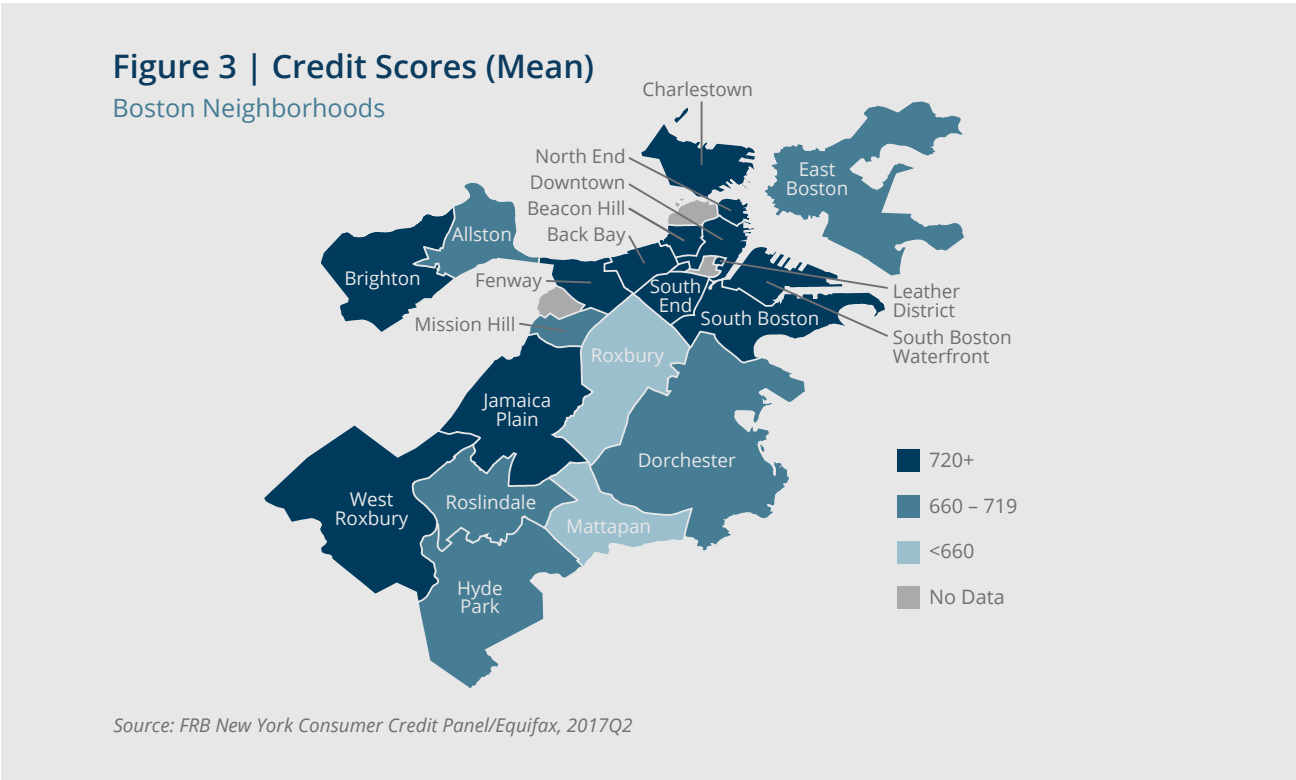 Figure 3 | Credit Scores (Mean)
Boston Neighborhoods
Charlestown
North End
Downtown
Beacon Hill
Back Bay
East
Boston
Allston
Brighton
Fenway
South
End
Leather
District
Mission Hill
South Boston
South Boston
Waterfront
Roxbury
Jamaica
Plain
Dorchester
West
Roxbury
Roslindale
Mattapan
Hyde
Park
720+
660 – 719
<660
No Data
Source: FRB New York Consumer Credit Panel/Equifax, 2017Q2